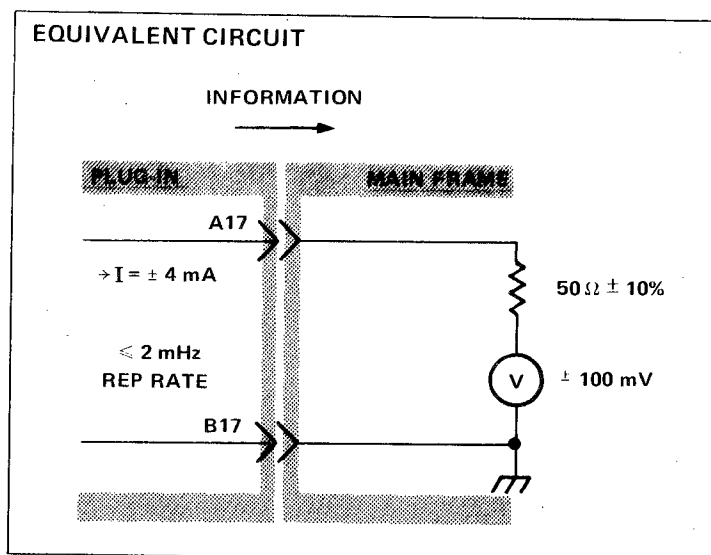 EQUIVALENT CIRCUIT
INFORMATION
PLUG-IN
MAIN FRAME
A17
→ I = ± 4 mA
50 Ω ± 10%
≤ 2 mHz
REP RATE
V
± 100 mV
B17